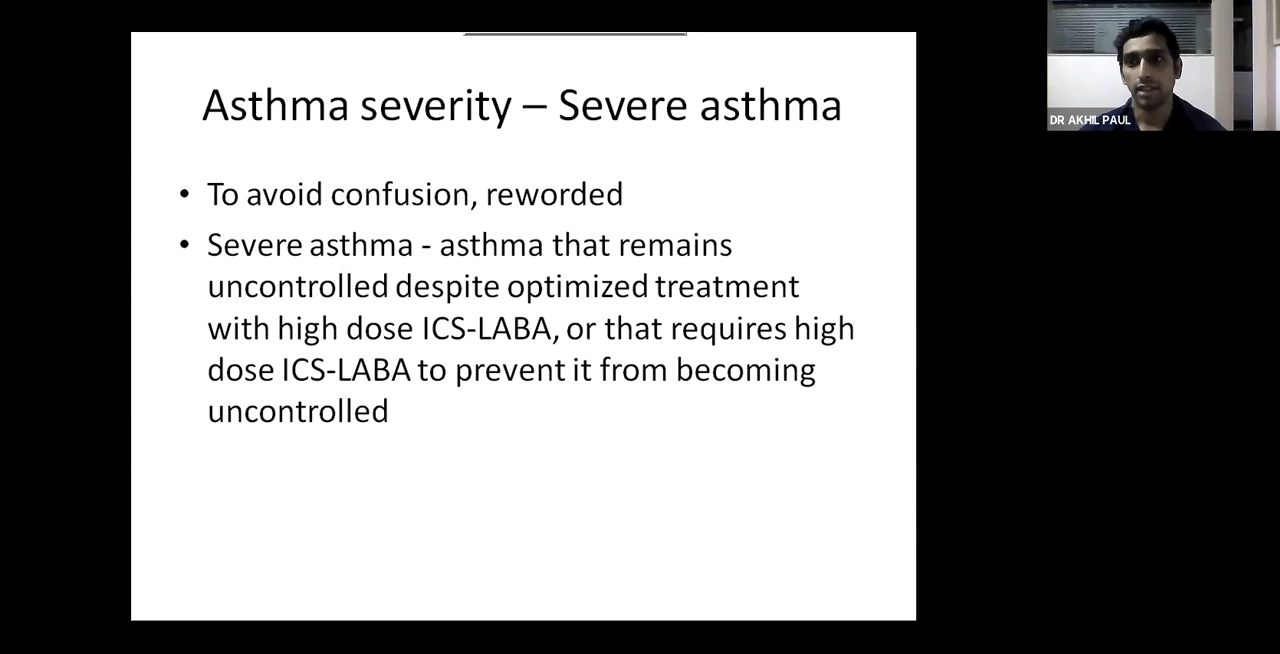 Asthma severity – Severe asthma
• To avoid confusion, reworded
• Severe asthma - asthma that remains
uncontrolled despite optimized treatment
with high dose ICS-LABA, or that requires high
dose ICS-LABA to prevent it from becoming
uncontrolled
DR AKHIL PAUL